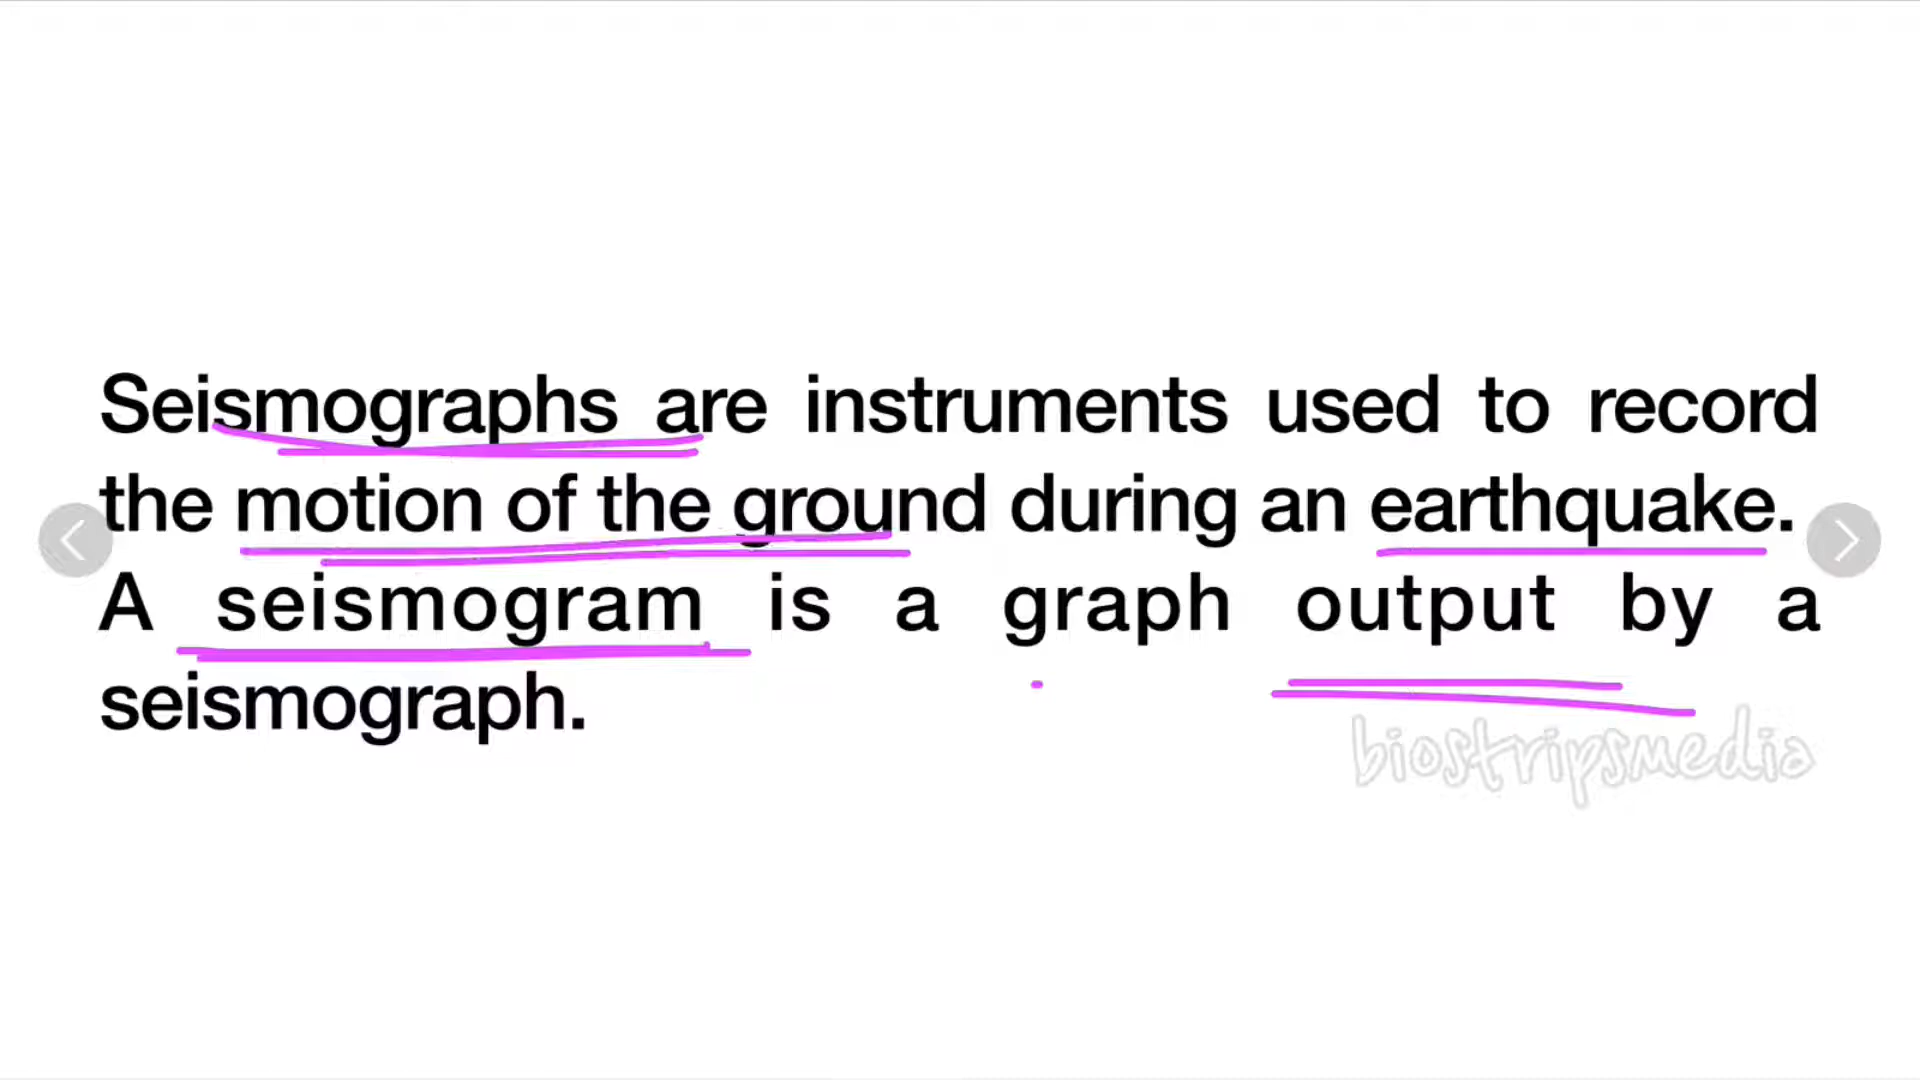 Seismographs are instruments used to record
the motion of the ground during an earthquake.
A seismogram is a graph output by a
seismograph.
biostripsmedia